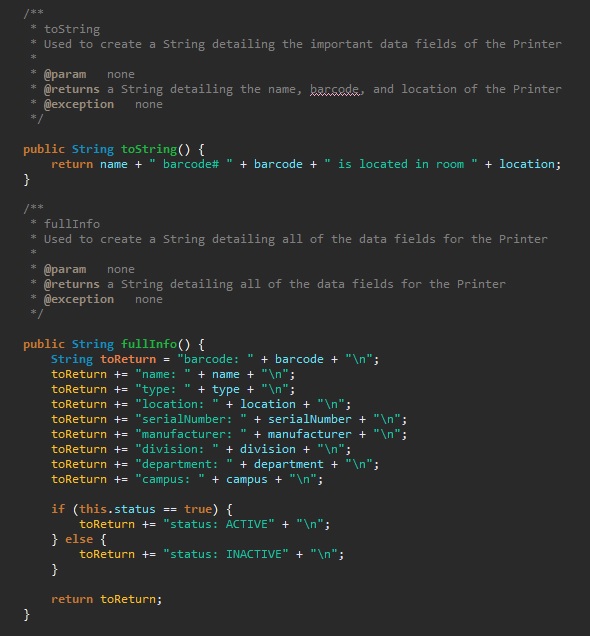 /**
 * toString
 * Used to create a String detailing the important data fields of the Printer
 *
 * @param   none
 * @returns a String detailing the name, barcode, and location of the Printer
 * @exception   none
 */
public String toString() {
    return name + " barcode# " + barcode + " is located in room " + location;
}
/**
 * fullInfo
 * Used to create a String detailing all of the data fields for the Printer
 *
 * @param   none
 * @returns a String detailing all of the data fields for the Printer
 * @exception   none
 */
public String fullInfo() {
    String toReturn = "barcode: " + barcode + "\n";
    toReturn += "name: " + name + "\n";
    toReturn += "type: " + type + "\n";
    toReturn += "location: " + location + "\n";
    toReturn += "serialNumber: " + serialNumber + "\n";
    toReturn += "manufacturer: " + manufacturer + "\n";
    toReturn += "division: " + division + "\n";
    toReturn += "department: " + department + "\n";
    toReturn += "campus: " + campus + "\n";
    if (this.status == true) {
        toReturn += "status: ACTIVE" + "\n";
    } else {
        toReturn += "status: INACTIVE" + "\n";
    }
    return toReturn;
}